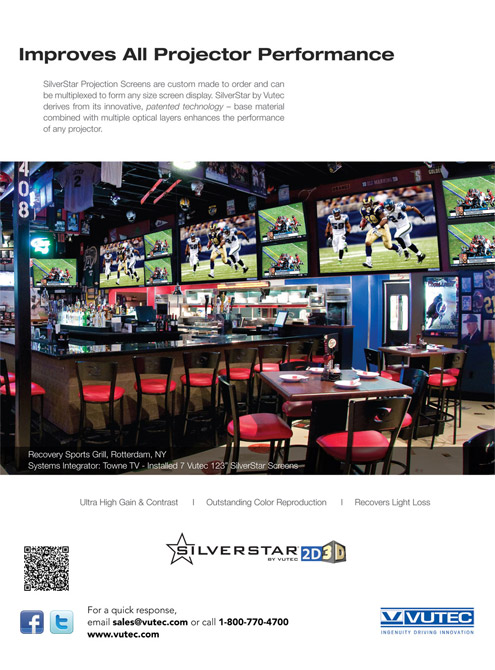 Improves All Projector Performance
SilverStar Projection Screens are custom made to order and can
be multiplexed to form any size screen display. SilverStar by Vutec
derives from its innovative, patented technology – base material
combined with multiple optical layers enhances the performance
of any projector.
408
2
Recovery Sports Grill, Rotterdam, NY
Systems Integrator: Towne TV - Installed 7 Vutec 123" SilverStar Screens
Ultra High Gain & Contrast | Outstanding Color Reproduction | Recovers Light Loss
SILVERSTAR 2D3D
BY VUTEC
For a quick response,
email sales@vutec.com or call 1-800-770-4700
www.vutec.com
VUTEC
INGENUITY DRIVING INNOVATION